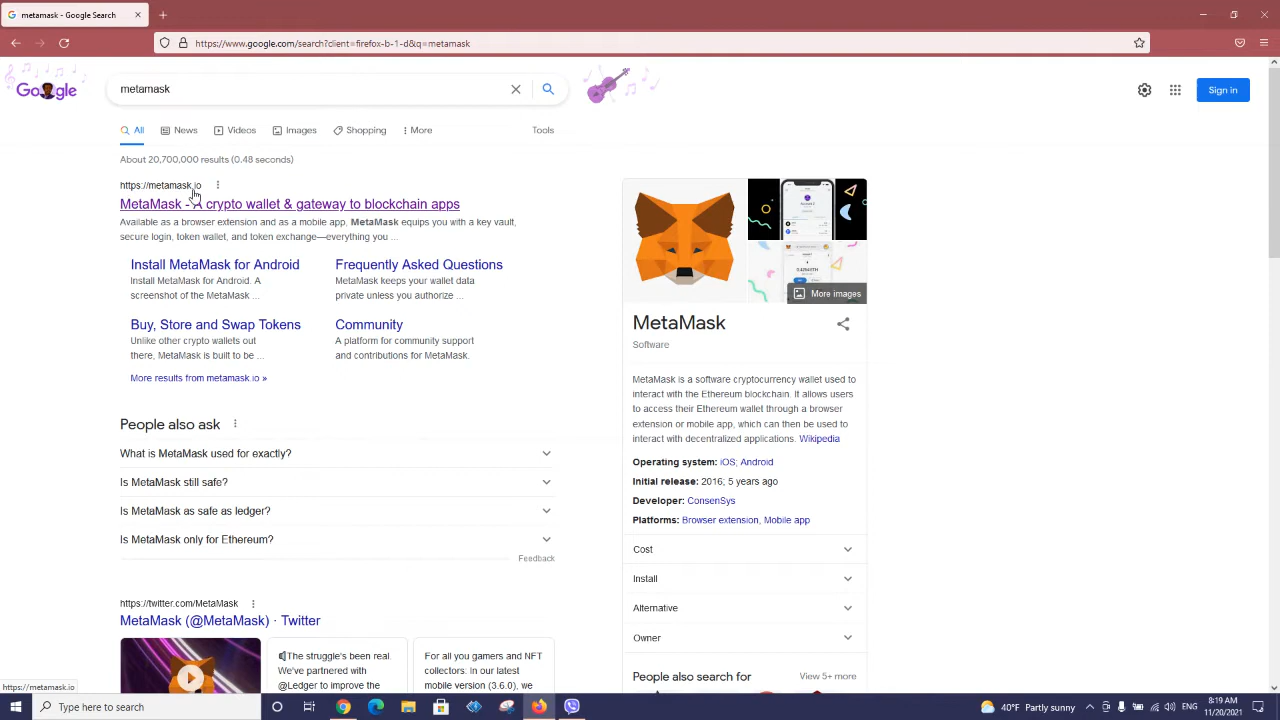 metamask - Google Search
https://www.google.com/search?client=firefox-b-1-d&q=metamask
Google
metamask
Sign in
All
News
Videos
Images
Shopping
More
Tools
About 20,700,000 results (0.48 seconds)
https://metamask.io
MetaMask - A crypto wallet & gateway to blockchain apps
Available as a browser extension and as a mobile app, MetaMask equips you with a key vault,
secure login, token wallet, and token exchange—everything you ...
Install MetaMask for Android
Install MetaMask for Android. A
screenshot of the MetaMask ...
Frequently Asked Questions
MetaMask keeps your wallet data
private unless you authorize ...
Buy, Store and Swap Tokens
Unlike other crypto wallets out
there, MetaMask is built to be ...
Community
A platform for community support
and contributions for MetaMask.
More results from metamask.io »
People also ask
What is MetaMask used for exactly?
Is MetaMask still safe?
Is MetaMask as safe as ledger?
Is MetaMask only for Ethereum?
Feedback
https://twitter.com/MetaMask
MetaMask (@MetaMask) · Twitter
The struggle's been real.
We've partnered with
@Ledger to improve the
For all you gamers and NFT
collectors: in our latest
mobile version (3.6.0), we
More images
MetaMask
Software
MetaMask is a software cryptocurrency wallet used to
interact with the Ethereum blockchain. It allows users
to access their Ethereum wallet through a browser
extension or mobile app, which can then be used to
interact with decentralized applications. Wikipedia
Operating system: iOS; Android
Initial release: 2016; 5 years ago
Developer: ConsenSys
Platforms: Browser extension, Mobile app
Cost
Install
Alternative
Owner
People also search for
View 5+ more
https://metamask.io
Type here to search
40°F Partly sunny
8:19 AM
11/20/2021